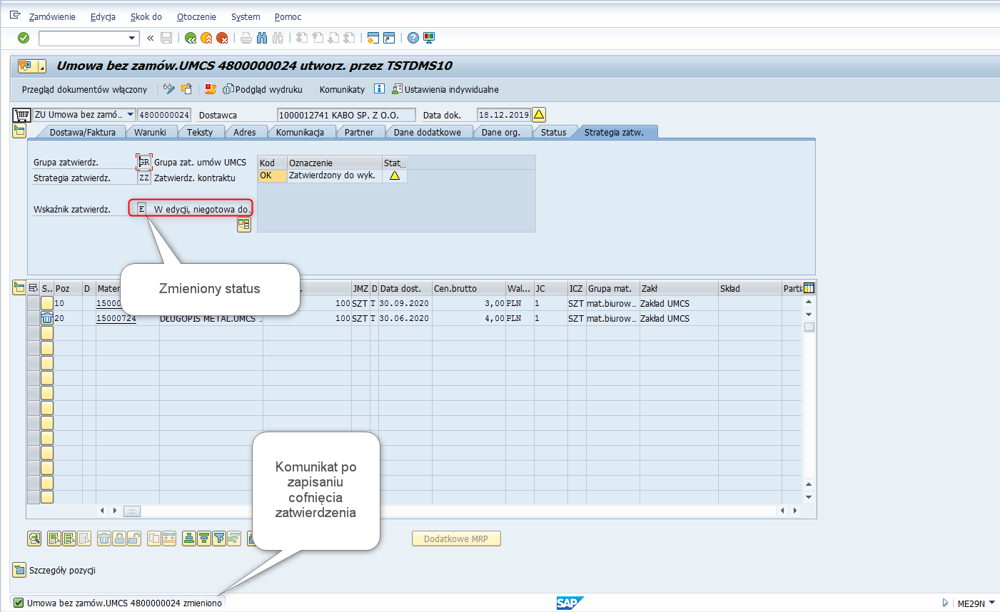 Zamówienie Edycja Skok do Otoczenie System Pomoc
Umowa bez zamów.UMCS 4800000024 utworz. przez TSTDMS10
Przegląd dokumentów włączony Podgląd wydruku Komunikaty Ustawienia indywidualne
ZU Umowa bez zamó... 4800000024 Dostawca 1000012741 KABO SP. Z O.O. Data dok. 18.12.2019
Dostawa/Faktura Warunki Teksty Adres Komunikacja Partner Dane dodatkowe Dane org. Status Strategia zatw.
Grupa zatwierdz. GR Grupa zat. umów UMCS Kod Oznaczenie Stat...
Strategia zatwierdz. ZZ Zatwierdz. kontraktu OK Zatwierdzony do wyk.
Wskaźnik zatwierdz. E W edycji, niegotowa do..
Zmieniony status
S.. Poz D Mater JMZ D Data dost. Cen.brutto Wal... JC ICZ Grupa mat. Zakł Skład Parti
10 15000 100 SZT T 30.09.2020 3,00 PLN 1 SZT mat.biurow... Zakład UMCS
20 15000724 DŁUGOPIS METAL.UMCS .. 100 SZT T 30.06.2020 4,00 PLN 1 SZT mat.biurow... Zakład UMCS
Komunikat po
zapisaniu
cofnięcia
zatwierdzenia
Dodatkowe MRP
Szczegóły pozycji
Umowa bez zamów.UMCS 4800000024 zmieniono SAP ME29N